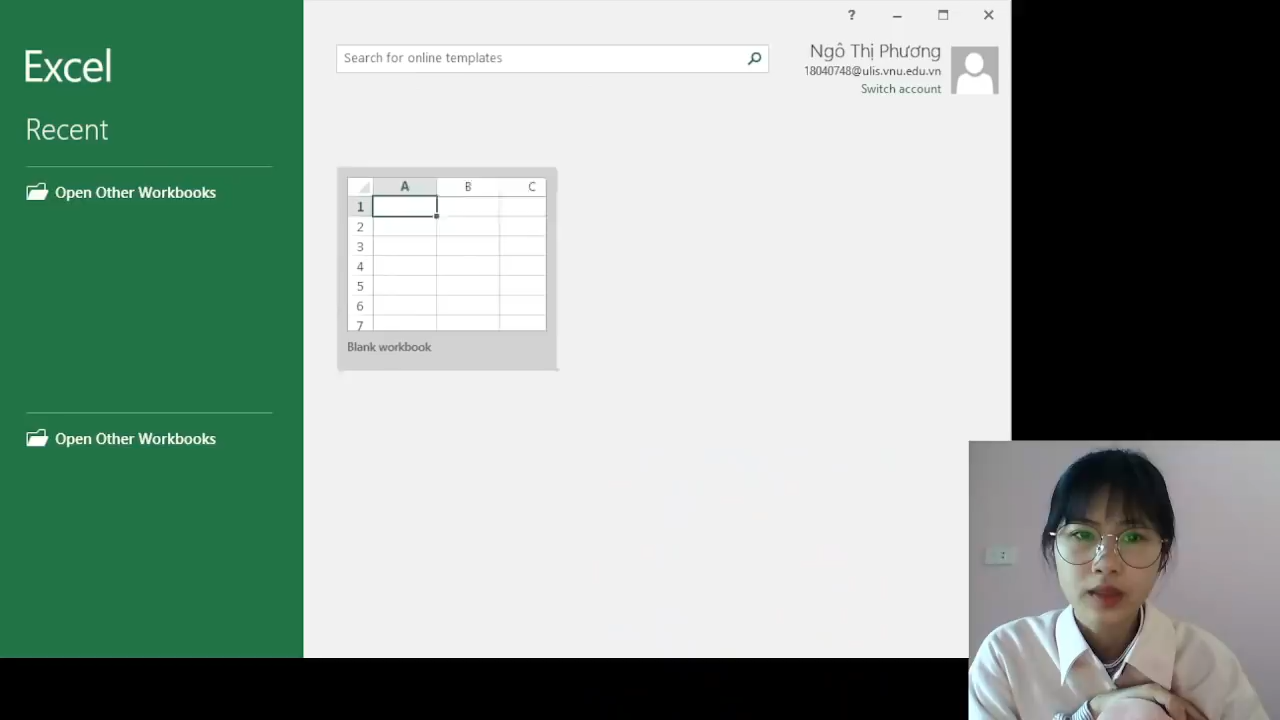 Excel
Recent
Open Other Workbooks
Open Other Workbooks
?
Search for online templates
Ngô Thị Phương
18040748@ulis.vnu.edu.vn
Switch account
A B C
1
2
3
4
5
6
7
Blank workbook